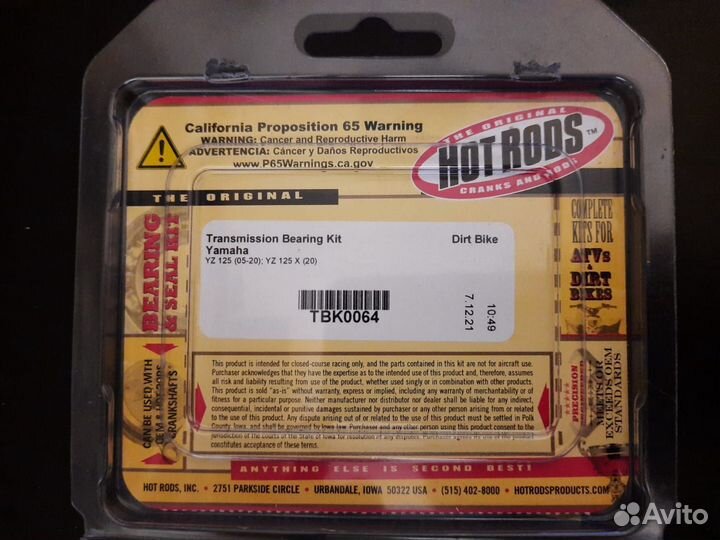 California Proposition 65 Warning
WARNING: Cancer and Reproductive Harm
ADVERTENCIA: Cáncer y Daños Reproductivos
www.P65Warnings.ca.gov
THE ORIGINAL
HOT RODS™
CRANKS AND MODS
THE ORIGINAL
BEARING
& SEAL KIT
CAN BE USED WITH
OEM & HOT RODS
CRANKSHAFTS
Transmission Bearing Kit
Dirt Bike
Yamaha
YZ 125 (05-20); YZ 125 X (20)
TBK0064
7.12.21
10:49
COMPLETE
KITS FOR
ATVs
&
DIRT
BIKES
PRECISION
MEETS OR
EXCEEDS OEM
STANDARDS
This product is intended for closed-course racing only, and the parts contained in this kit are not for aircraft use.
Purchaser acknowledges that they have the expertise as to the intended use of this product and, therefore, assumes
all risk and liability resulting from the use of this product, whether used singly or in combination with other products.
This product is sold "as-is" without warranty, express or implied, including any warranty of merchantability or of
fitness for a particular purpose. Neither manufacturer nor distributor nor dealer shall be liable for any indirect,
consequential, incidental or punitive damages sustained by purchaser or any other person arising from or related
to the use of this product. Any dispute arising out of or related to the use of this product must be settled in Polk
County, Iowa, and shall be governed by Iowa law. Purchaser and any other person using this product consent to the
jurisdiction of the courts of the State of Iowa for resolution of any disputes. Purchaser agrees its use of the product
constitutes acceptance of these terms.
ANYTHING ELSE IS SECOND BEST!
HOT RODS, INC. • 2751 PARKSIDE CIRCLE • URBANDALE, IOWA 50322 USA • (515) 402-8000 • HOTRODSPRODUCTS.COM
Avito